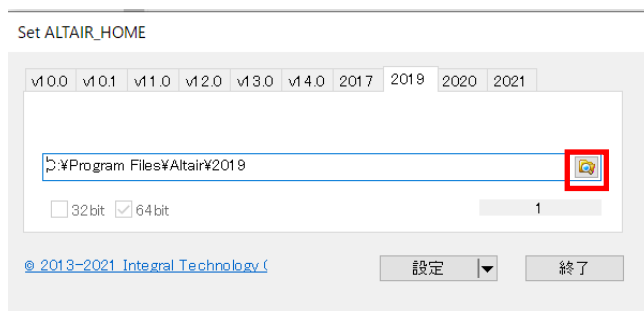 Set ALTAIR_HOME
v10.0 v10.1 v11.0 v12.0 v13.0 v14.0 2017 2019 2020 2021
C:¥Program Files¥Altair¥2019
32bit 64bit 1
© 2013-2021 Integral Technology (
設定 終了